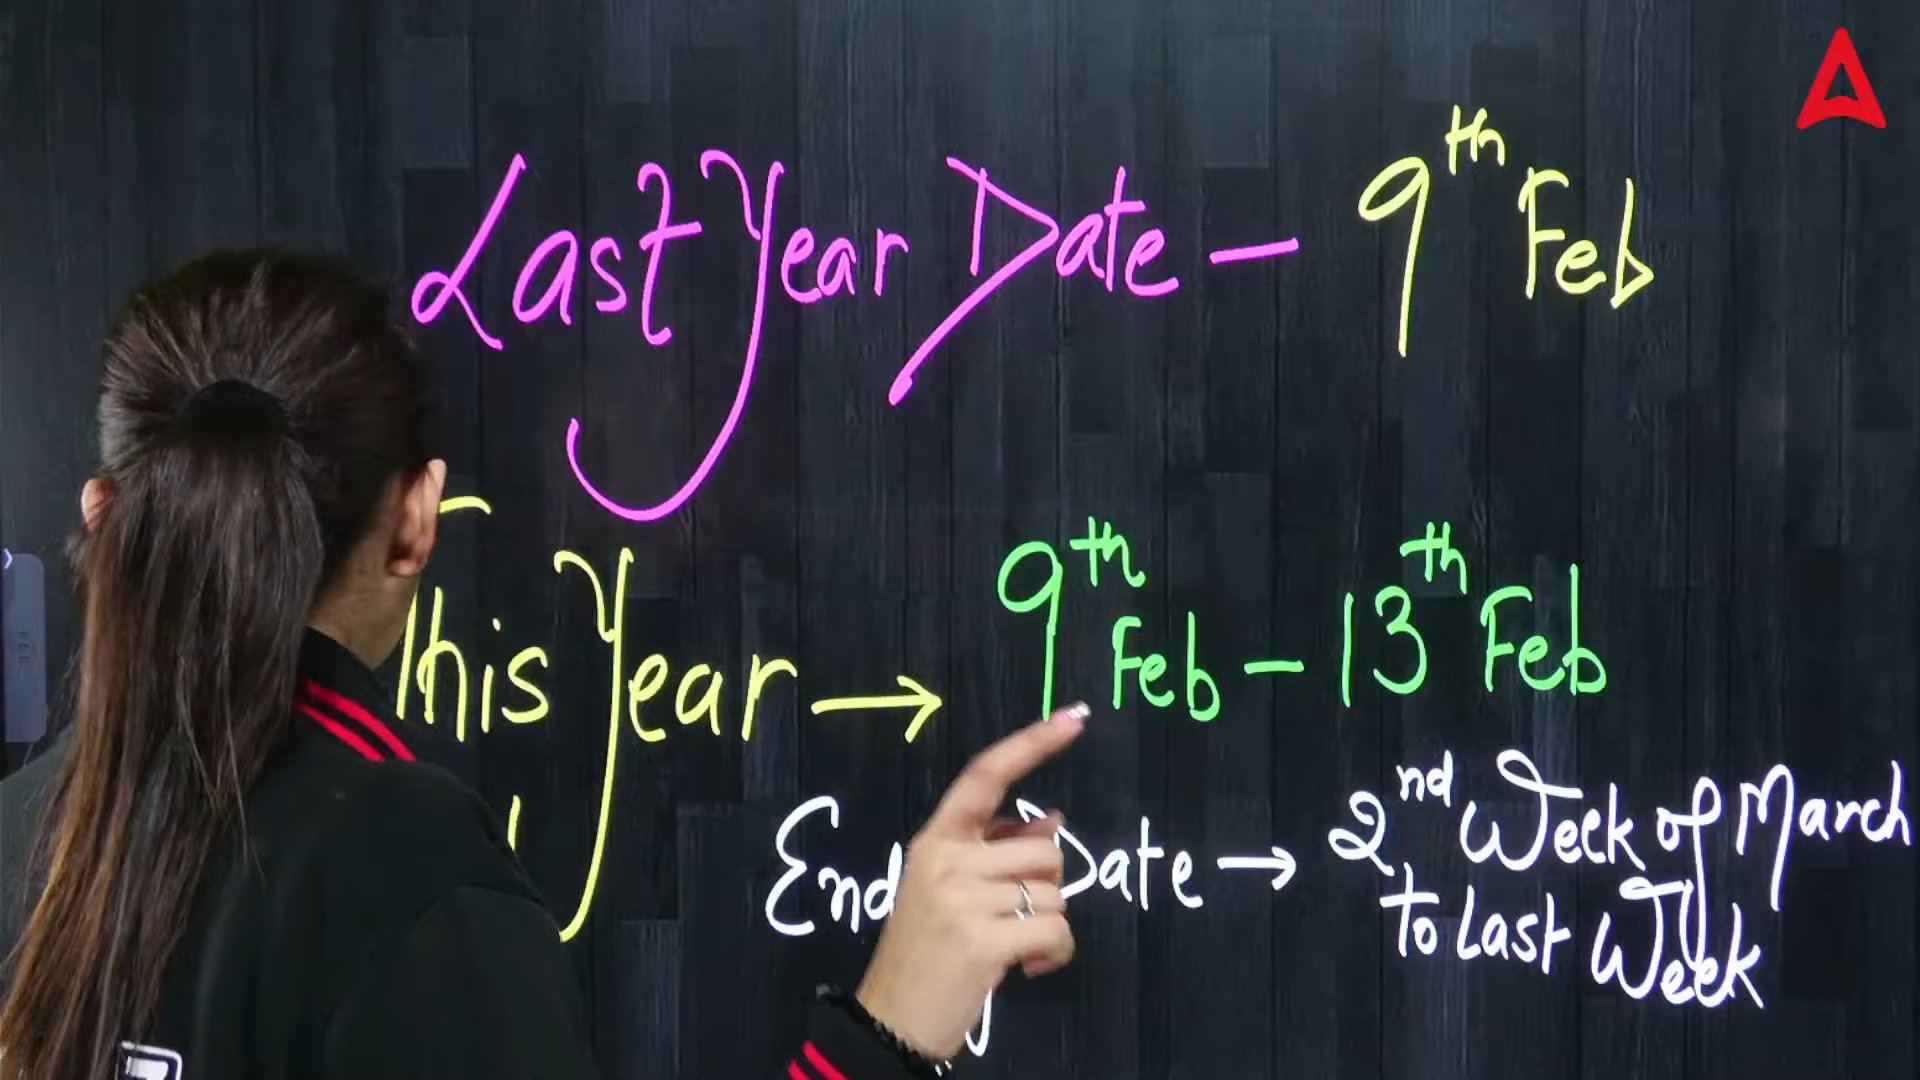 Last Year Date - 9th Feb
This Year → 9th Feb - 13th Feb
End Date → 2nd Week of March
to Last Week